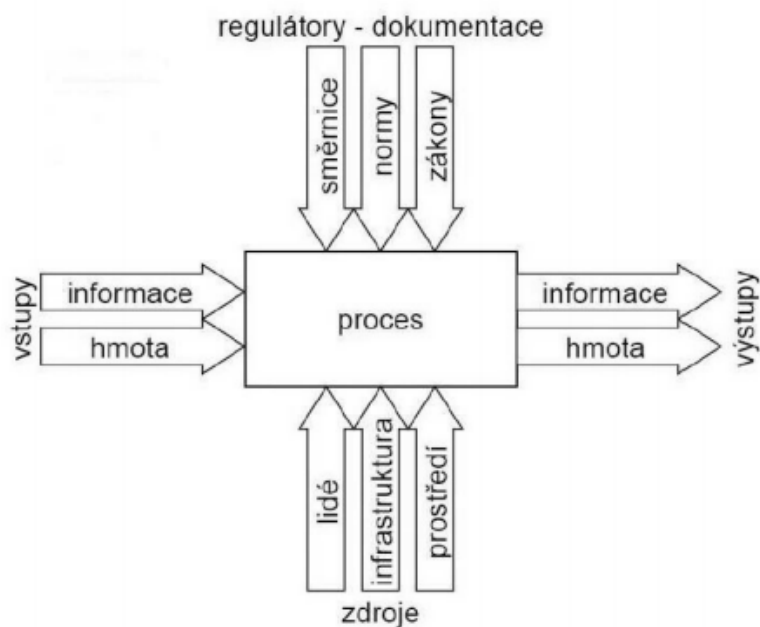 regulátory - dokumentace
směrnice
normy
zákony
vstupy
informace
hmota
proces
informace
hmota
výstupy
lidé
infrastruktura
prostředí
zdroje